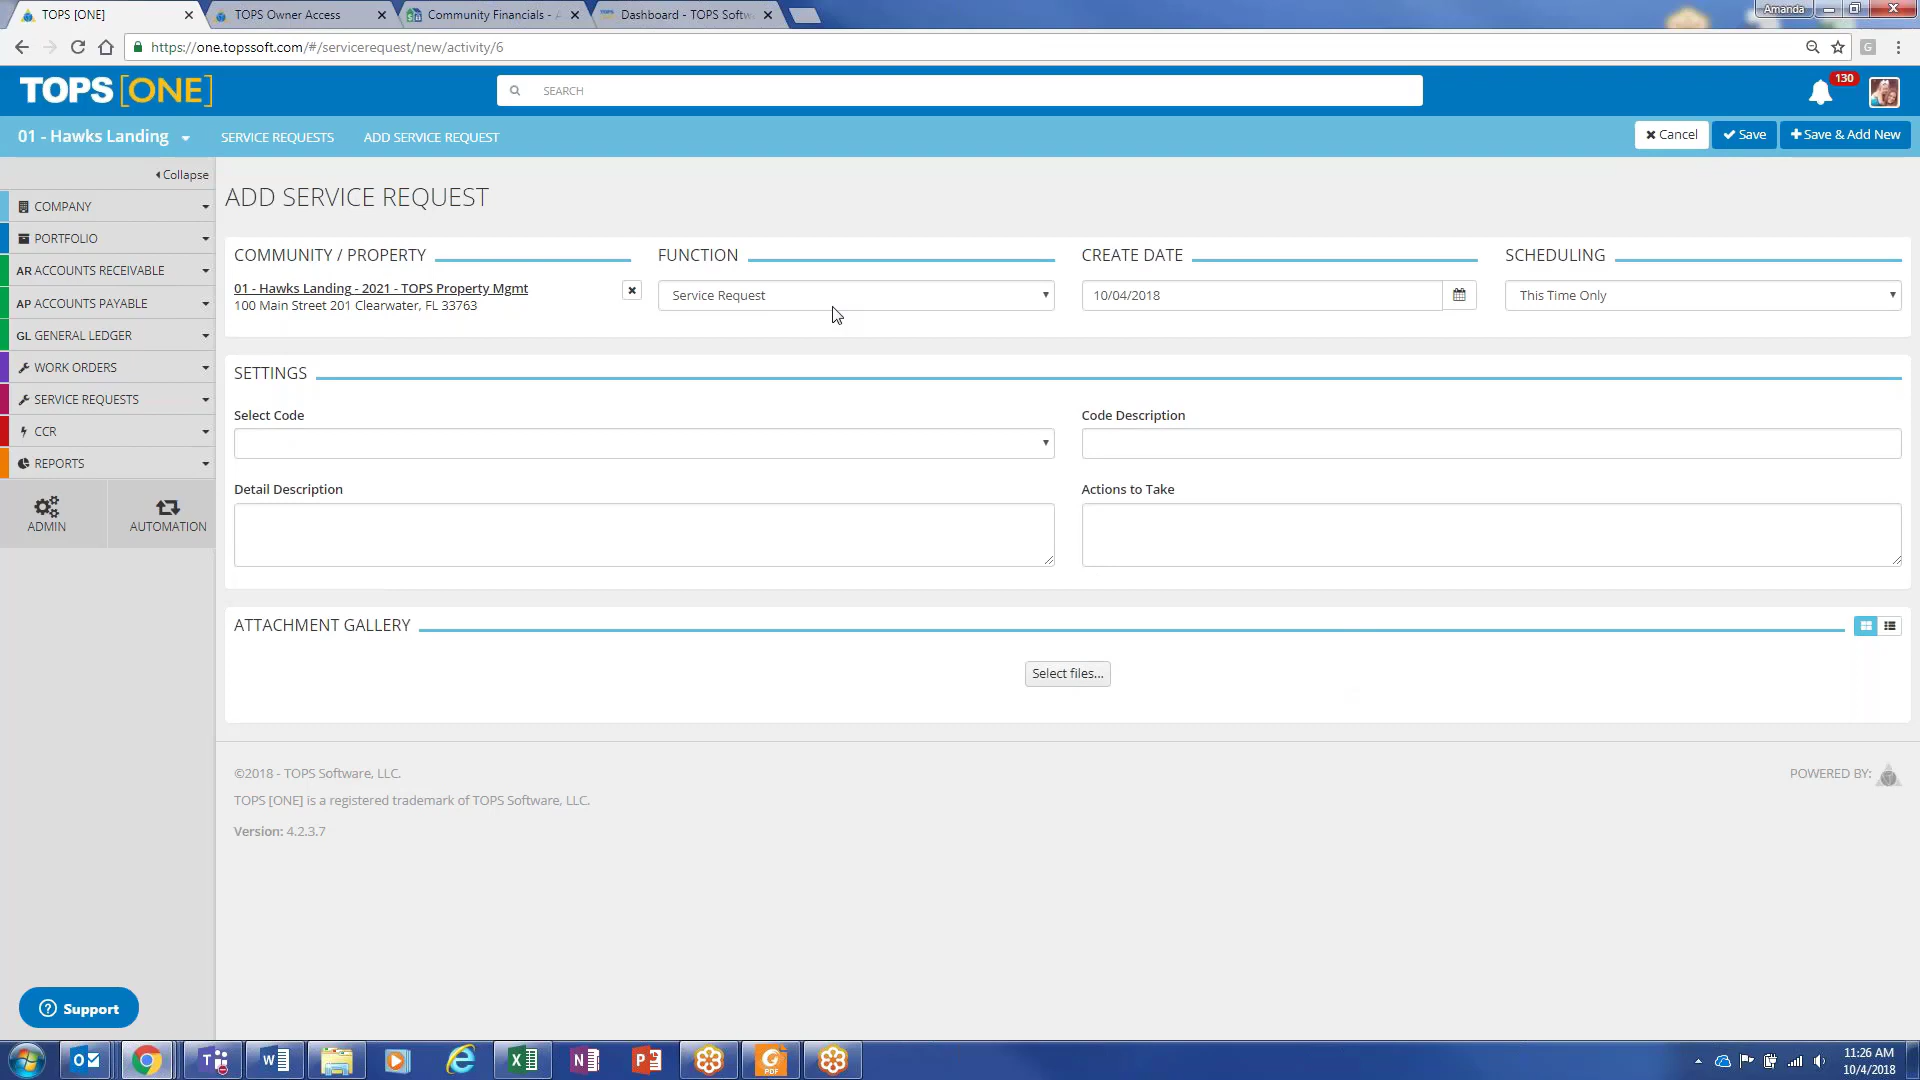 TOPS [ONE]
TOPS Owner Access
Community Financials - A
Dashboard - TOPS Softw
Amanda
https://one.topssoft.com/#/servicerequest/new/activity/6
TOPS [ONE]
SEARCH
130
01 - Hawks Landing
SERVICE REQUESTS
ADD SERVICE REQUEST
Cancel
Save
Save & Add New
Collapse
COMPANY
PORTFOLIO
AR ACCOUNTS RECEIVABLE
AP ACCOUNTS PAYABLE
GL GENERAL LEDGER
WORK ORDERS
SERVICE REQUESTS
CCR
REPORTS
ADMIN
AUTOMATION
ADD SERVICE REQUEST
COMMUNITY / PROPERTY
FUNCTION
CREATE DATE
SCHEDULING
01 - Hawks Landing - 2021 - TOPS Property Mgmt
100 Main Street 201 Clearwater, FL 33763
Service Request
10/04/2018
This Time Only
SETTINGS
Select Code
Code Description
Detail Description
Actions to Take
ATTACHMENT GALLERY
Select files...
©2018 - TOPS Software, LLC.
TOPS [ONE] is a registered trademark of TOPS Software, LLC.
Version: 4.2.3.7
POWERED BY:
Support
11:26 AM
10/4/2018